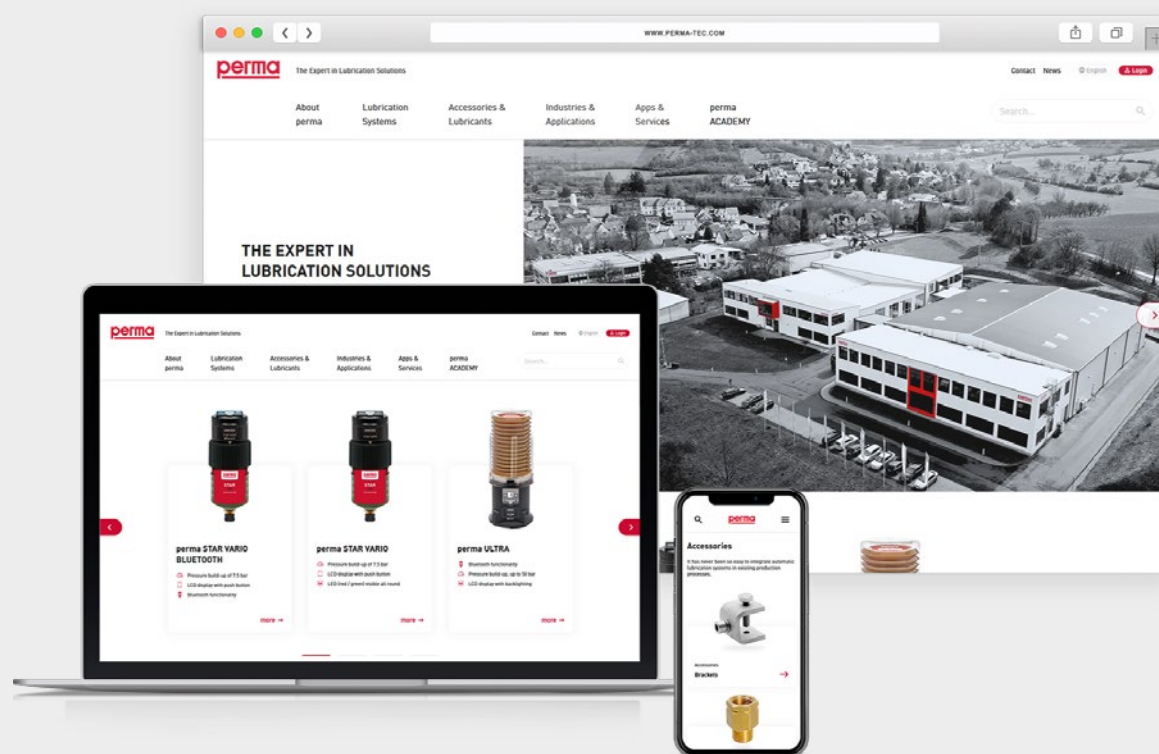 WWW.PERMA-TEC.COM
perma
The Expert in Lubrication Solutions
Contact News English Login
About perma
Lubrication Systems
Accessories & Lubricants
Industries & Applications
Apps & Services
perma ACADEMY
Search...
THE EXPERT IN
LUBRICATION SOLUTIONS
perma
The Expert in Lubrication Solutions
Contact News English Login
About perma
Lubrication Systems
Accessories & Lubricants
Industries & Applications
Apps & Services
perma ACADEMY
Search...
perma
STAR
perma
STAR
perma STAR VARIO
BLUETOOTH
Pressure build-up of 7.5 bar
LCD display with push button
Bluetooth functionality
more
perma STAR VARIO
Pressure build-up of 7.5 bar
LCD display with push button
LED (red / green) visible all-round
more
perma ULTRA
Bluetooth functionality
Pressure build-up, up to 50 bar
LCD display with backlighting
more
perma
Accessories
It has never been so easy to integrate automatic
lubrication systems in existing production
processes.
Accessories
Brackets